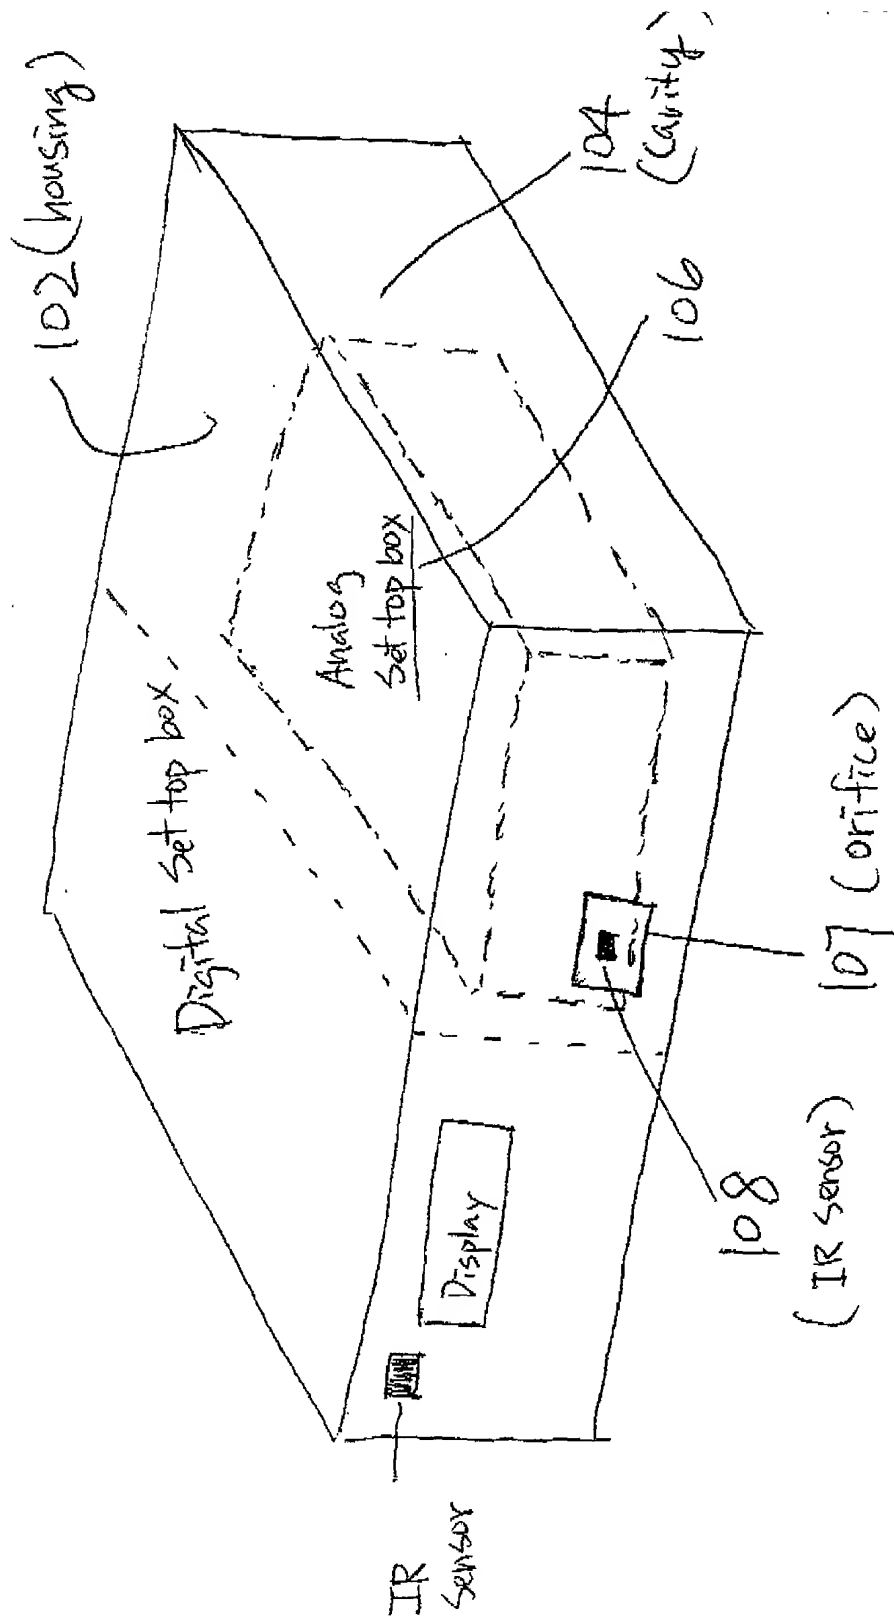 102 (housing)
104
(cavity)
106
Digital Set top box
Analog
Set top box
107 (orifice)
108
(IR sensor)
Display
IR
Sensor